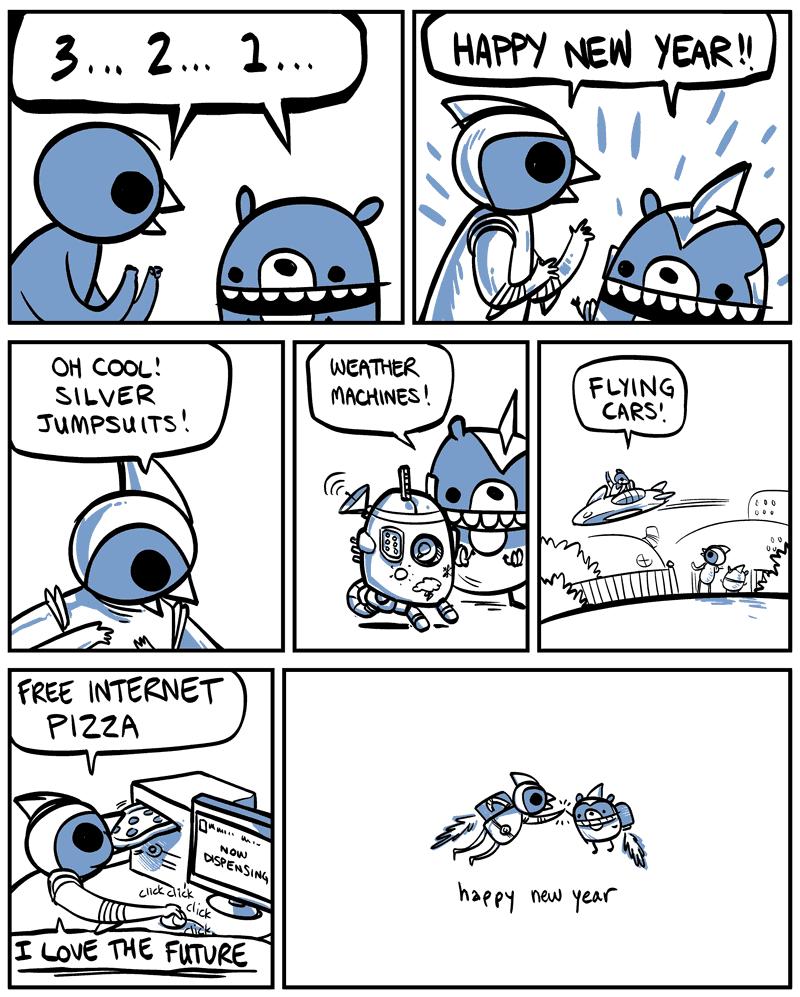 3... 2... 1...
HAPPY NEW YEAR!!
OH COOL!
SILVER
JUMPSUITS!
WEATHER
MACHINES!
FLYING
CARS!
FREE INTERNET
PIZZA
NOW
DISPENSING
click click
click
click
I LOVE THE FUTURE
happy new year